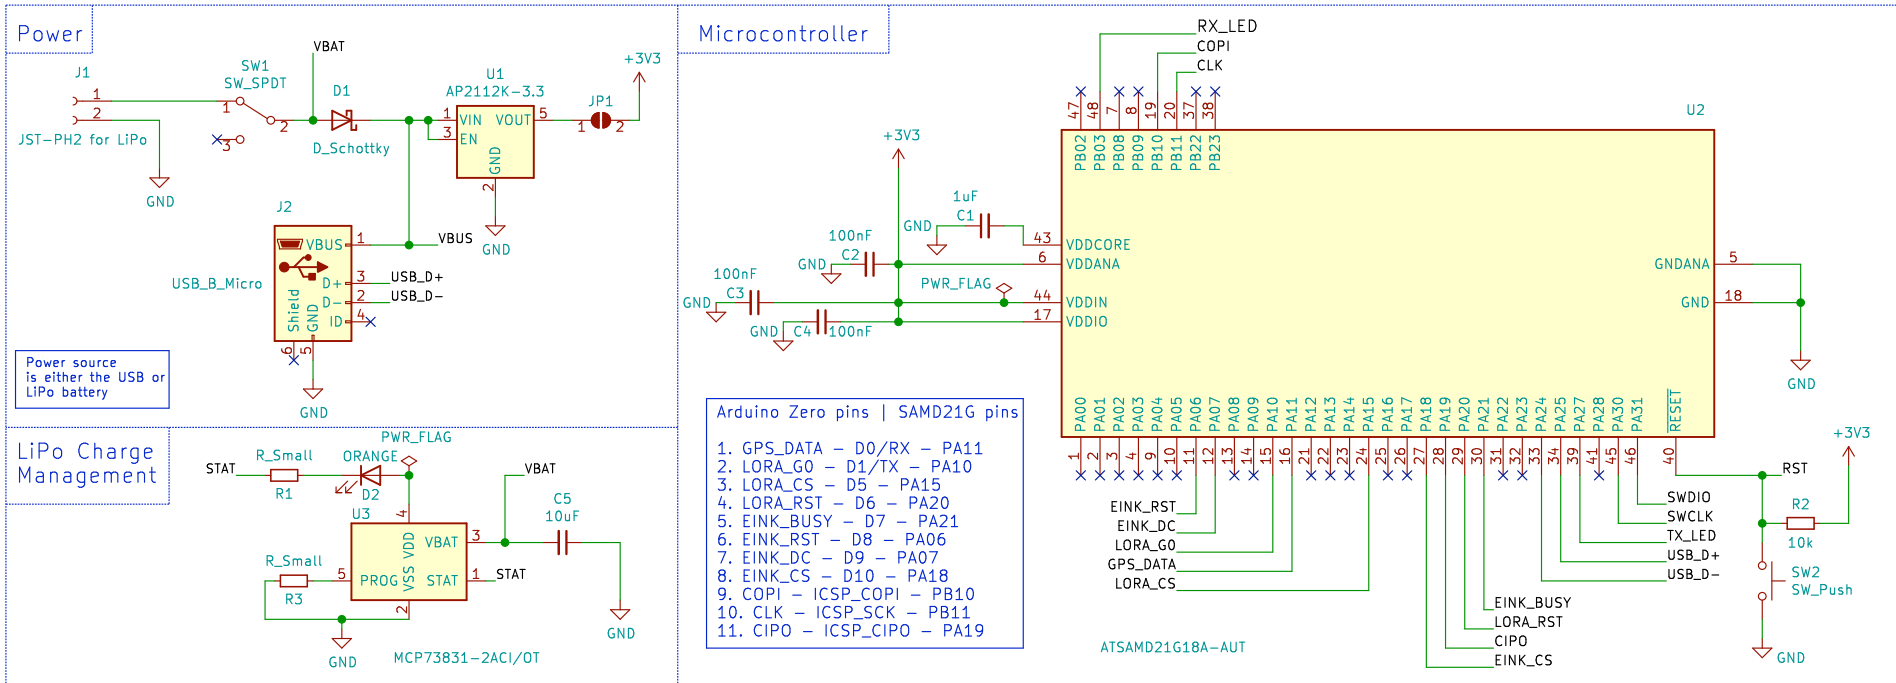 Power
J1
1
2
JST-PH2 for LiPo
GND
SW1
SW_SPDT
1
2
3
VBAT
D1
D_Schottky
U1
AP2112K-3.3
1
VIN
VOUT
5
3
EN
GND
2
GND
JP1
1
2
+3V3
J2
VBUS
1
VBUS
USB_B_Micro
D+
3
USB_D+
D-
2
USB_D-
ID
4
Shield
GND
6
5
GND
Power source
is either the USB or
LiPo battery
LiPo Charge
Management
PWR_FLAG
STAT
R_Small
R1
ORANGE
D2
VBAT
U3
4
VDD
VBAT
3
C5
10uF
R_Small
R3
5
PROG
VSS
STAT
1
STAT
2
GND
GND
MCP73831-2ACI/OT
Microcontroller
RX_LED
COPI
CLK
47
48
7
8
19
20
37
38
PB02
PB03
PB08
PB09
PB10
PB11
PB22
PB23
U2
+3V3
1uF
C1
GND
43
VDDCORE
100nF
C2
GND
6
VDDANA
100nF
C3
GND
PWR_FLAG
44
VDDIN
GND
C4
100nF
17
VDDIO
GNDANA
5
GND
18
GND
Arduino Zero pins | SAMD21G pins
1. GPS_DATA - D0/RX - PA11
2. LORA_G0 - D1/TX - PA10
3. LORA_CS - D5 - PA15
4. LORA_RST - D6 - PA20
5. EINK_BUSY - D7 - PA21
6. EINK_RST - D8 - PA06
7. EINK_DC - D9 - PA07
8. EINK_CS - D10 - PA18
9. COPI - ICSP_COPI - PB10
10. CLK - ICSP_SCK - PB11
11. CIPO - ICSP_CIPO - PA19
PA00
PA01
PA02
PA03
PA04
PA05
PA06
PA07
PA08
PA09
PA10
PA11
PA12
PA13
PA14
PA15
PA16
PA17
PA18
PA19
PA20
PA21
PA22
PA23
PA24
PA25
PA27
PA28
PA30
PA31
RESET
1
2
3
4
9
10
11
12
13
14
15
16
21
22
23
24
25
26
27
28
29
30
31
32
33
34
39
41
45
46
40
EINK_RST
EINK_DC
LORA_G0
GPS_DATA
LORA_CS
ATSAMD21G18A-AUT
EINK_BUSY
LORA_RST
CIPO
EINK_CS
SWDIO
SWCLK
TX_LED
USB_D+
USB_D-
RST
+3V3
R2
10k
SW2
SW_Push
GND